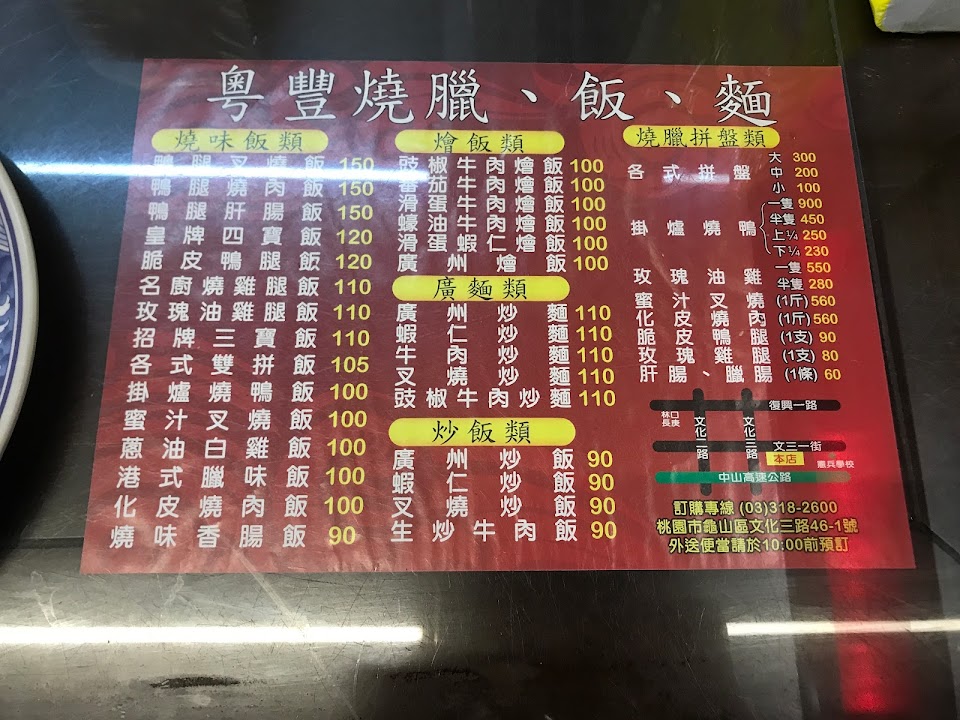 粵豐燒臘、飯、麵
燒味飯類
鴨腿叉燒飯 150
鴨腿燒肉飯 150
鴨腿肝腸飯 150
皇牌四寶飯 120
脆皮鴨腿飯 120
名廚燒雞腿飯 110
玫瑰油雞腿飯 110
招牌三寶飯 110
各式雙拼飯 105
掛爐燒鴨飯 100
蜜汁叉燒飯 100
蔥油白雞飯 100
港式臘味飯 100
化皮燒肉飯 100
燒味香腸飯 90
燴飯類
豉椒牛肉燴飯 100
蕃茄牛肉燴飯 100
滑蛋牛肉燴飯 100
蠔油牛肉燴飯 100
滑蛋蝦仁燴飯 100
廣州燴飯 100
廣麵類
廣州炒麵 110
蝦仁炒麵 110
牛肉炒麵 110
叉燒炒麵 110
豉椒牛肉炒麵 110
炒飯類
廣州炒飯 90
蝦仁炒飯 90
叉燒炒飯 90
生炒牛肉飯 90
燒臘拼盤類
各式拼盤 大 300
中 200
小 100
掛爐燒鴨 一隻 900
半隻 450
上¼ 250
下¼ 230
玫瑰油雞 一隻 550
半隻 280
蜜汁叉燒 (1斤) 560
化皮燒肉 (1斤) 560
脆皮鴨腿 (1支) 90
玫瑰雞腿 (1支) 80
肝腸、臘腸 (1條) 60
復興一路
林口長庚
文化一路
文化三路
文三一街
本店
憲兵學校
中山高速公路
訂購專線 (03)318-2600
桃園市龜山區文化三路46-1號
外送便當請於10:00前預訂